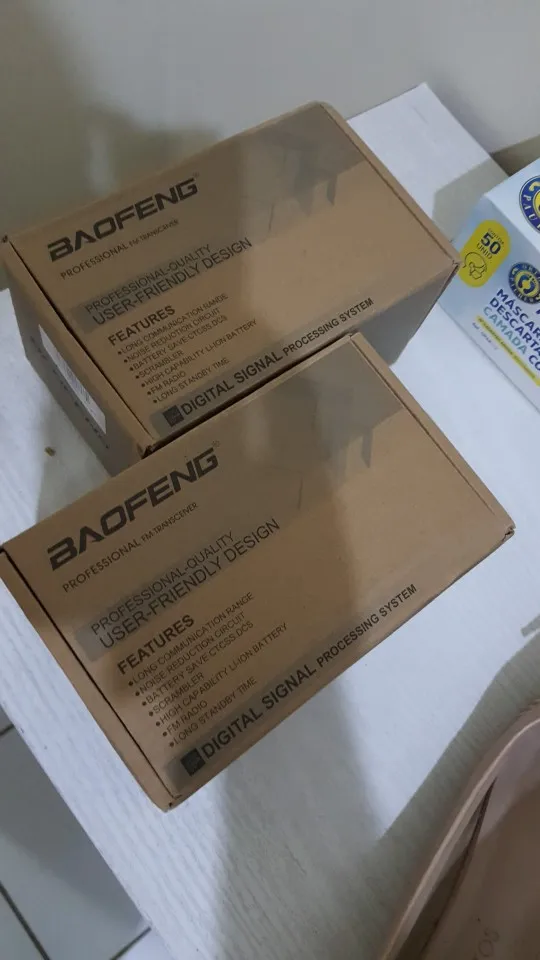 BAOFENG
PROFESSIONAL FM TRANSCEIVER
PROFESSIONAL-QUALITY
USER-FRIENDLY DESIGN
FEATURES
•LONG COMMUNICATION RANGE
•NOISE REDUCTION CIRCUIT
•BATTERY SAVE CTCSS.DCS
•SCRAMBLER
•HIGH CAPABILITY LI-ION BATTERY
•FM RADIO
•LONG STANDBY TIME
DIGITAL SIGNAL PROCESSING SYSTEM
50
MASCAR
DESCART
CAMADA
BAOFENG
PROFESSIONAL FM TRANSCEIVER
PROFESSIONAL-QUALITY
USER-FRIENDLY DESIGN
FEATURES
•LONG COMMUNICATION RANGE
•NOISE REDUCTION CIRCUIT
•BATTERY SAVE CTCSS.DCS
•SCRAMBLER
•HIGH CAPABILITY LI-ION BATTERY
•FM RADIO
•LONG STANDBY TIME
DIGITAL SIGNAL PROCESSING SYSTEM